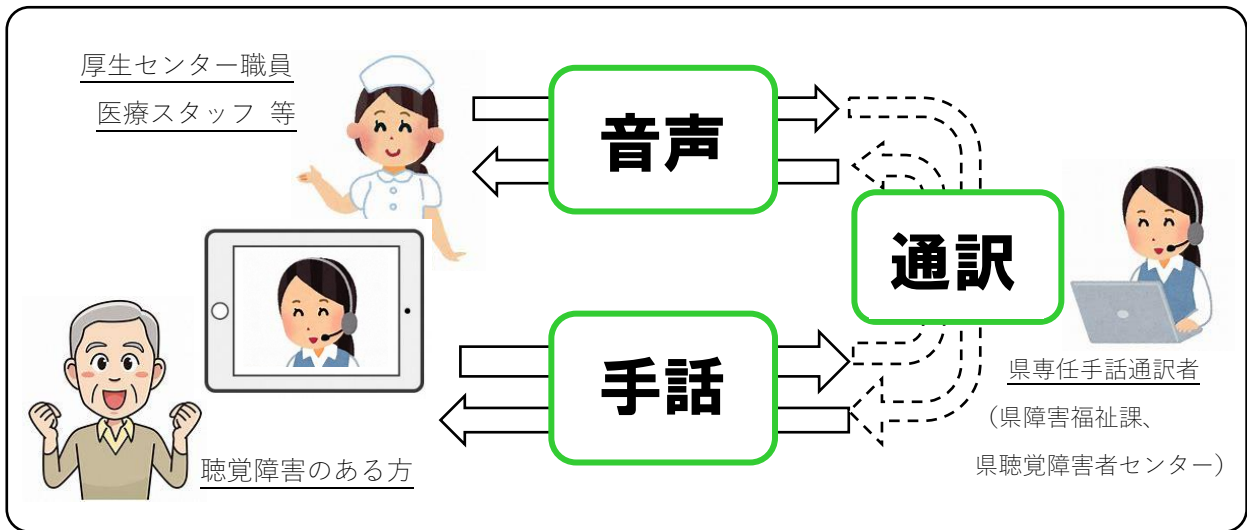 厚生センター職員
医療スタッフ 等
音声
通訳
手話
聴覚障害のある方
県専任手話通訳者
（県障害福祉課、
県聴覚障害者センター）